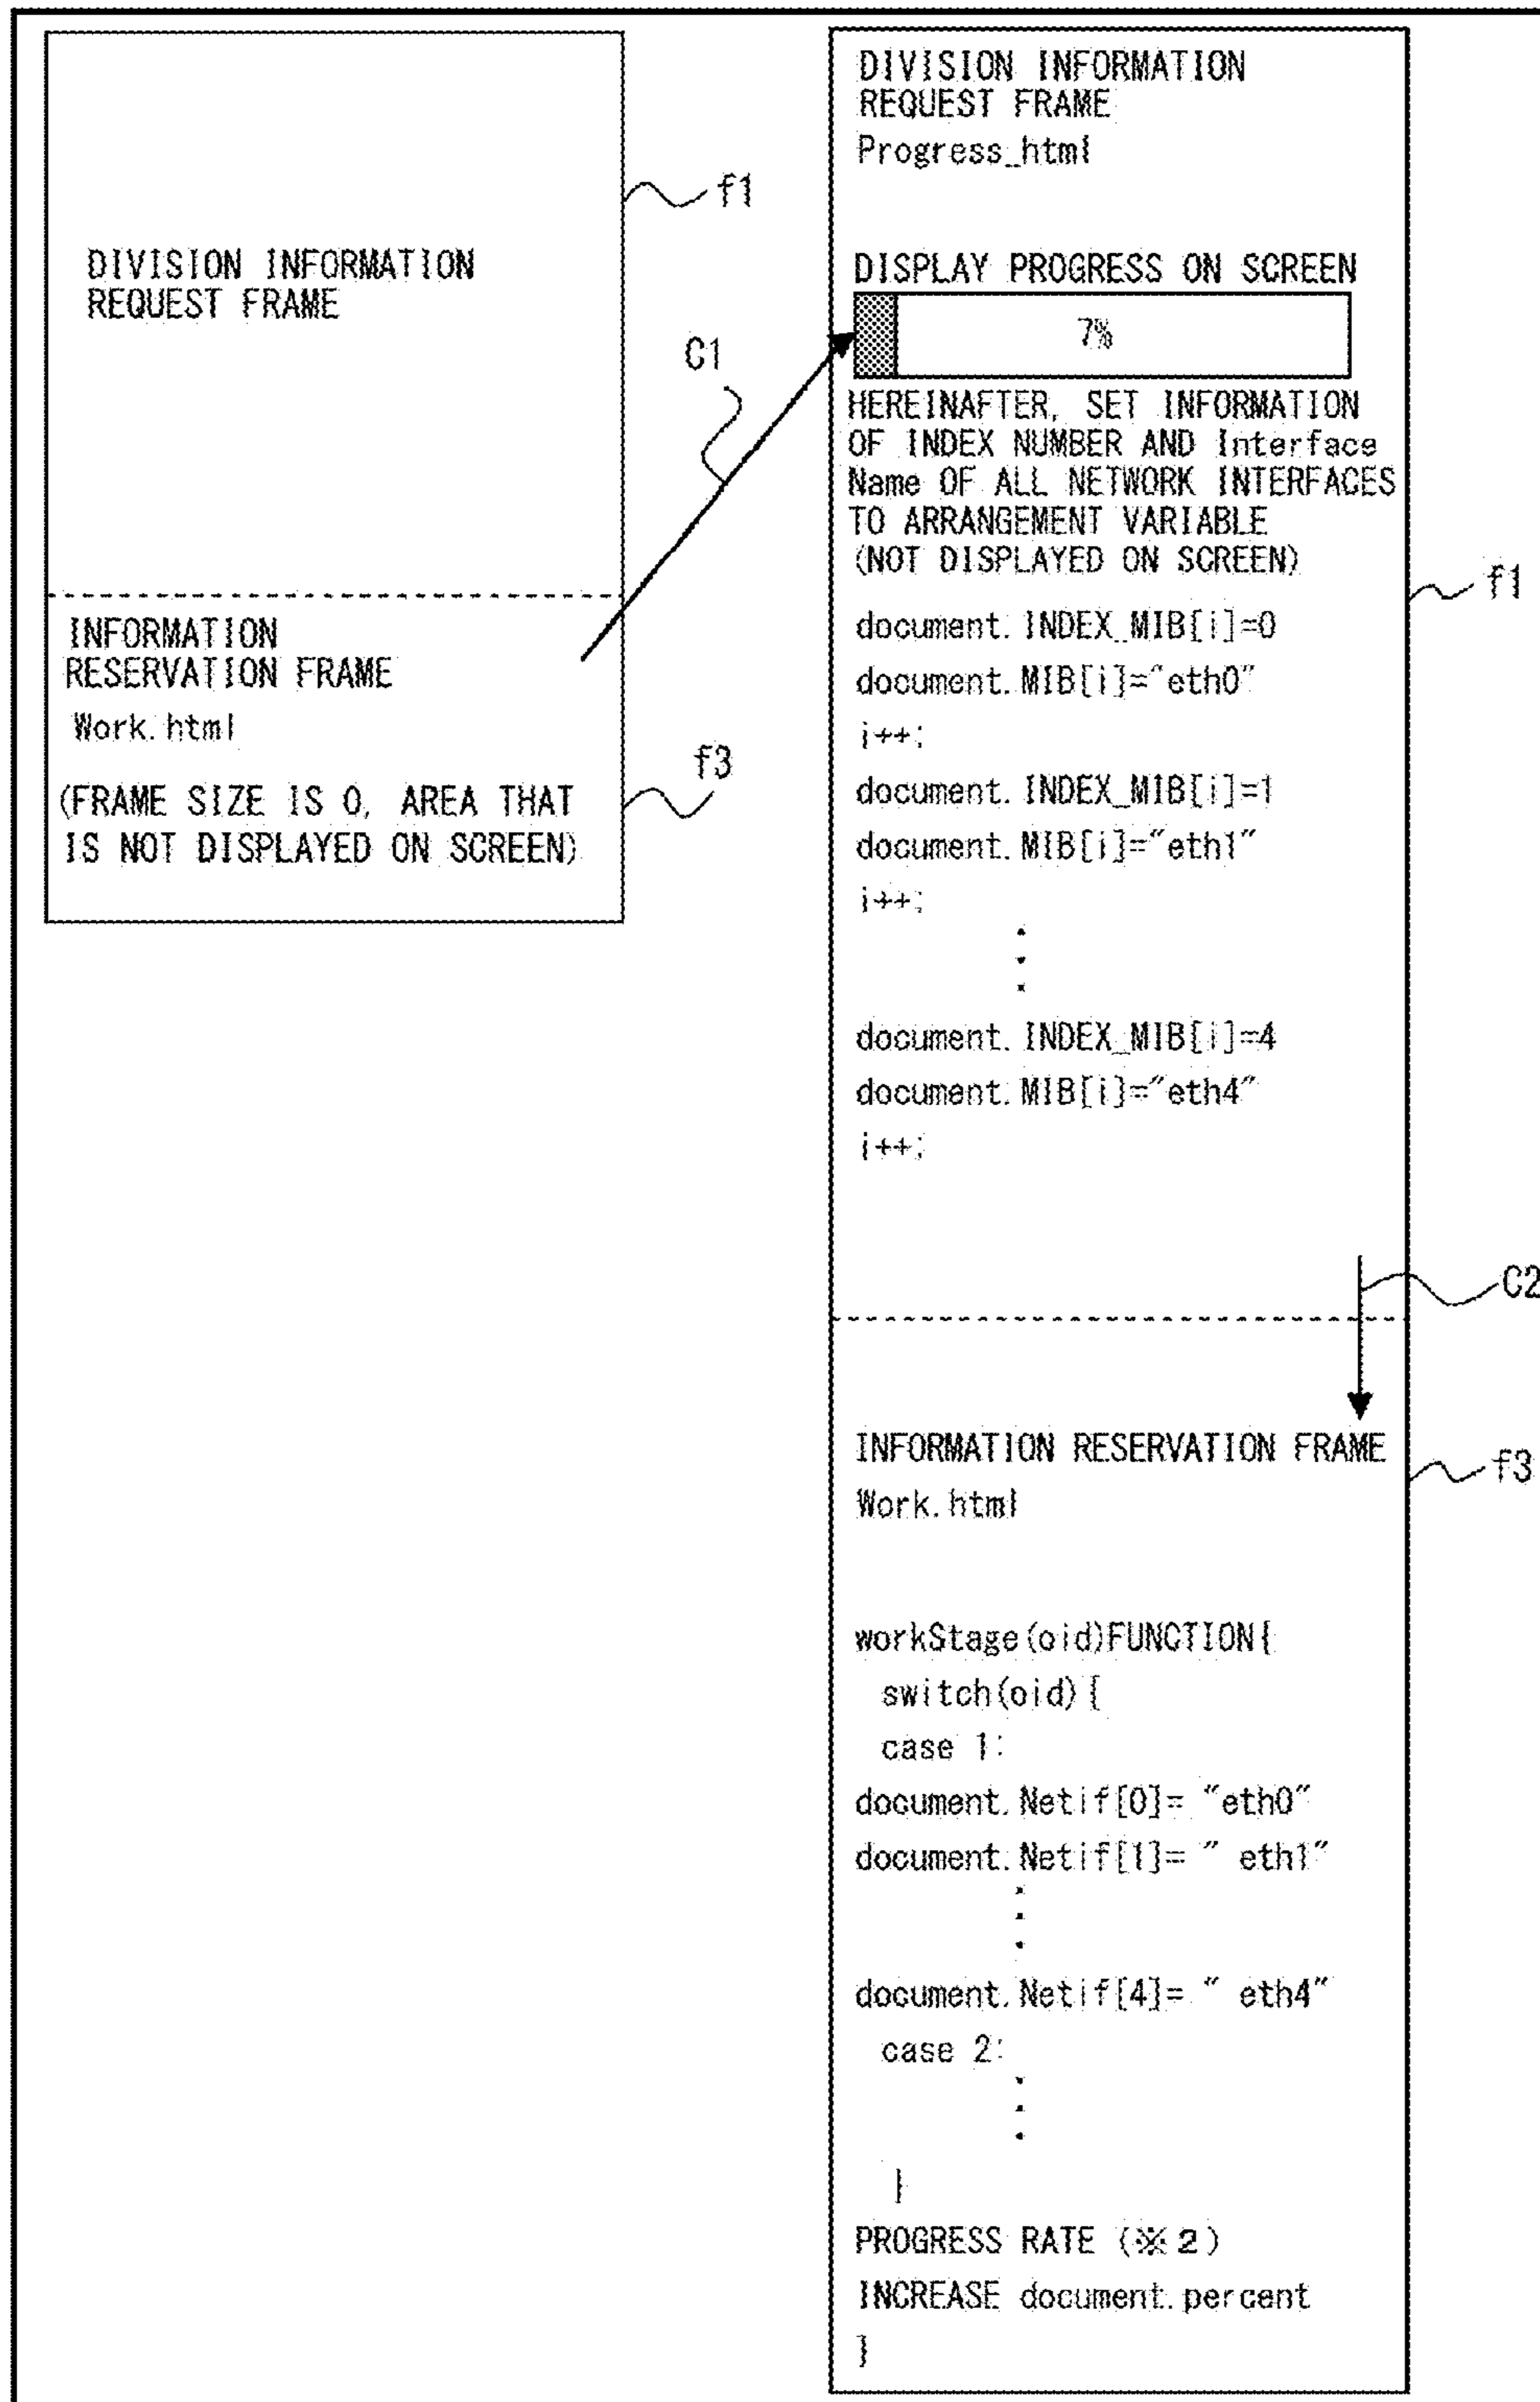 DIVISION INFORMATION
REQUEST FRAME
f1
INFORMATION
RESERVATION FRAME
Work.html
(FRAME SIZE IS 0, AREA THAT
IS NOT DISPLAYED ON SCREEN)
f3
C1
DIVISION INFORMATION
REQUEST FRAME
Progress_html
DISPLAY PROGRESS ON SCREEN
7%
HEREINAFTER, SET INFORMATION
OF INDEX NUMBER AND Interface
Name OF ALL NETWORK INTERFACES
TO ARRANGEMENT VARIABLE
(NOT DISPLAYED ON SCREEN)
f1
document.INDEX_MIB[i]=0
document.MIB[i]="eth0"
i++;
document.INDEX_MIB[i]=1
document.MIB[i]="eth1"
i++;
document.INDEX_MIB[i]=4
document.MIB[i]="eth4"
i++;
C2
INFORMATION RESERVATION FRAME
f3
Work.html
workStage(oid)FUNCTION{
switch(oid){
case 1:
document.Netif[0]= "eth0"
document.Netif[1]= " eth1"
document.Netif[4]= " eth4"
case 2:
}
PROGRESS RATE (※2)
INCREASE document.percent
}